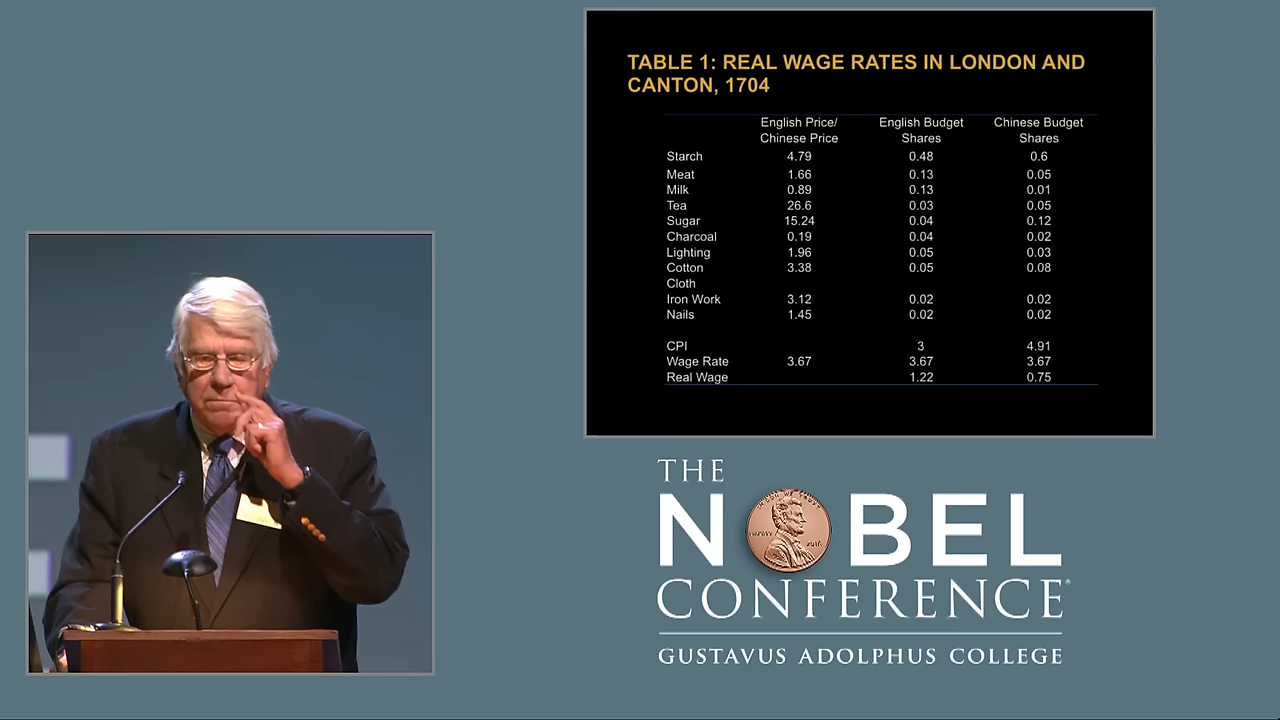 TABLE 1: REAL WAGE RATES IN LONDON AND
CANTON, 1704
English Price/ English Budget Chinese Budget
Chinese Price Shares Shares
Starch 4.79 0.48 0.6
Meat 1.66 0.13 0.05
Milk 0.89 0.13 0.01
Tea 26.6 0.03 0.05
Sugar 15.24 0.04 0.12
Charcoal 0.19 0.04 0.02
Lighting 1.96 0.05 0.03
Cotton 3.38 0.05 0.08
Cloth
Iron Work 3.12 0.02 0.02
Nails 1.45 0.02 0.02
CPI 3 4.91
Wage Rate 3.67 3.67 3.67
Real Wage 1.22 0.75
THE
NOBEL
CONFERENCE®
GUSTAVUS ADOLPHUS COLLEGE